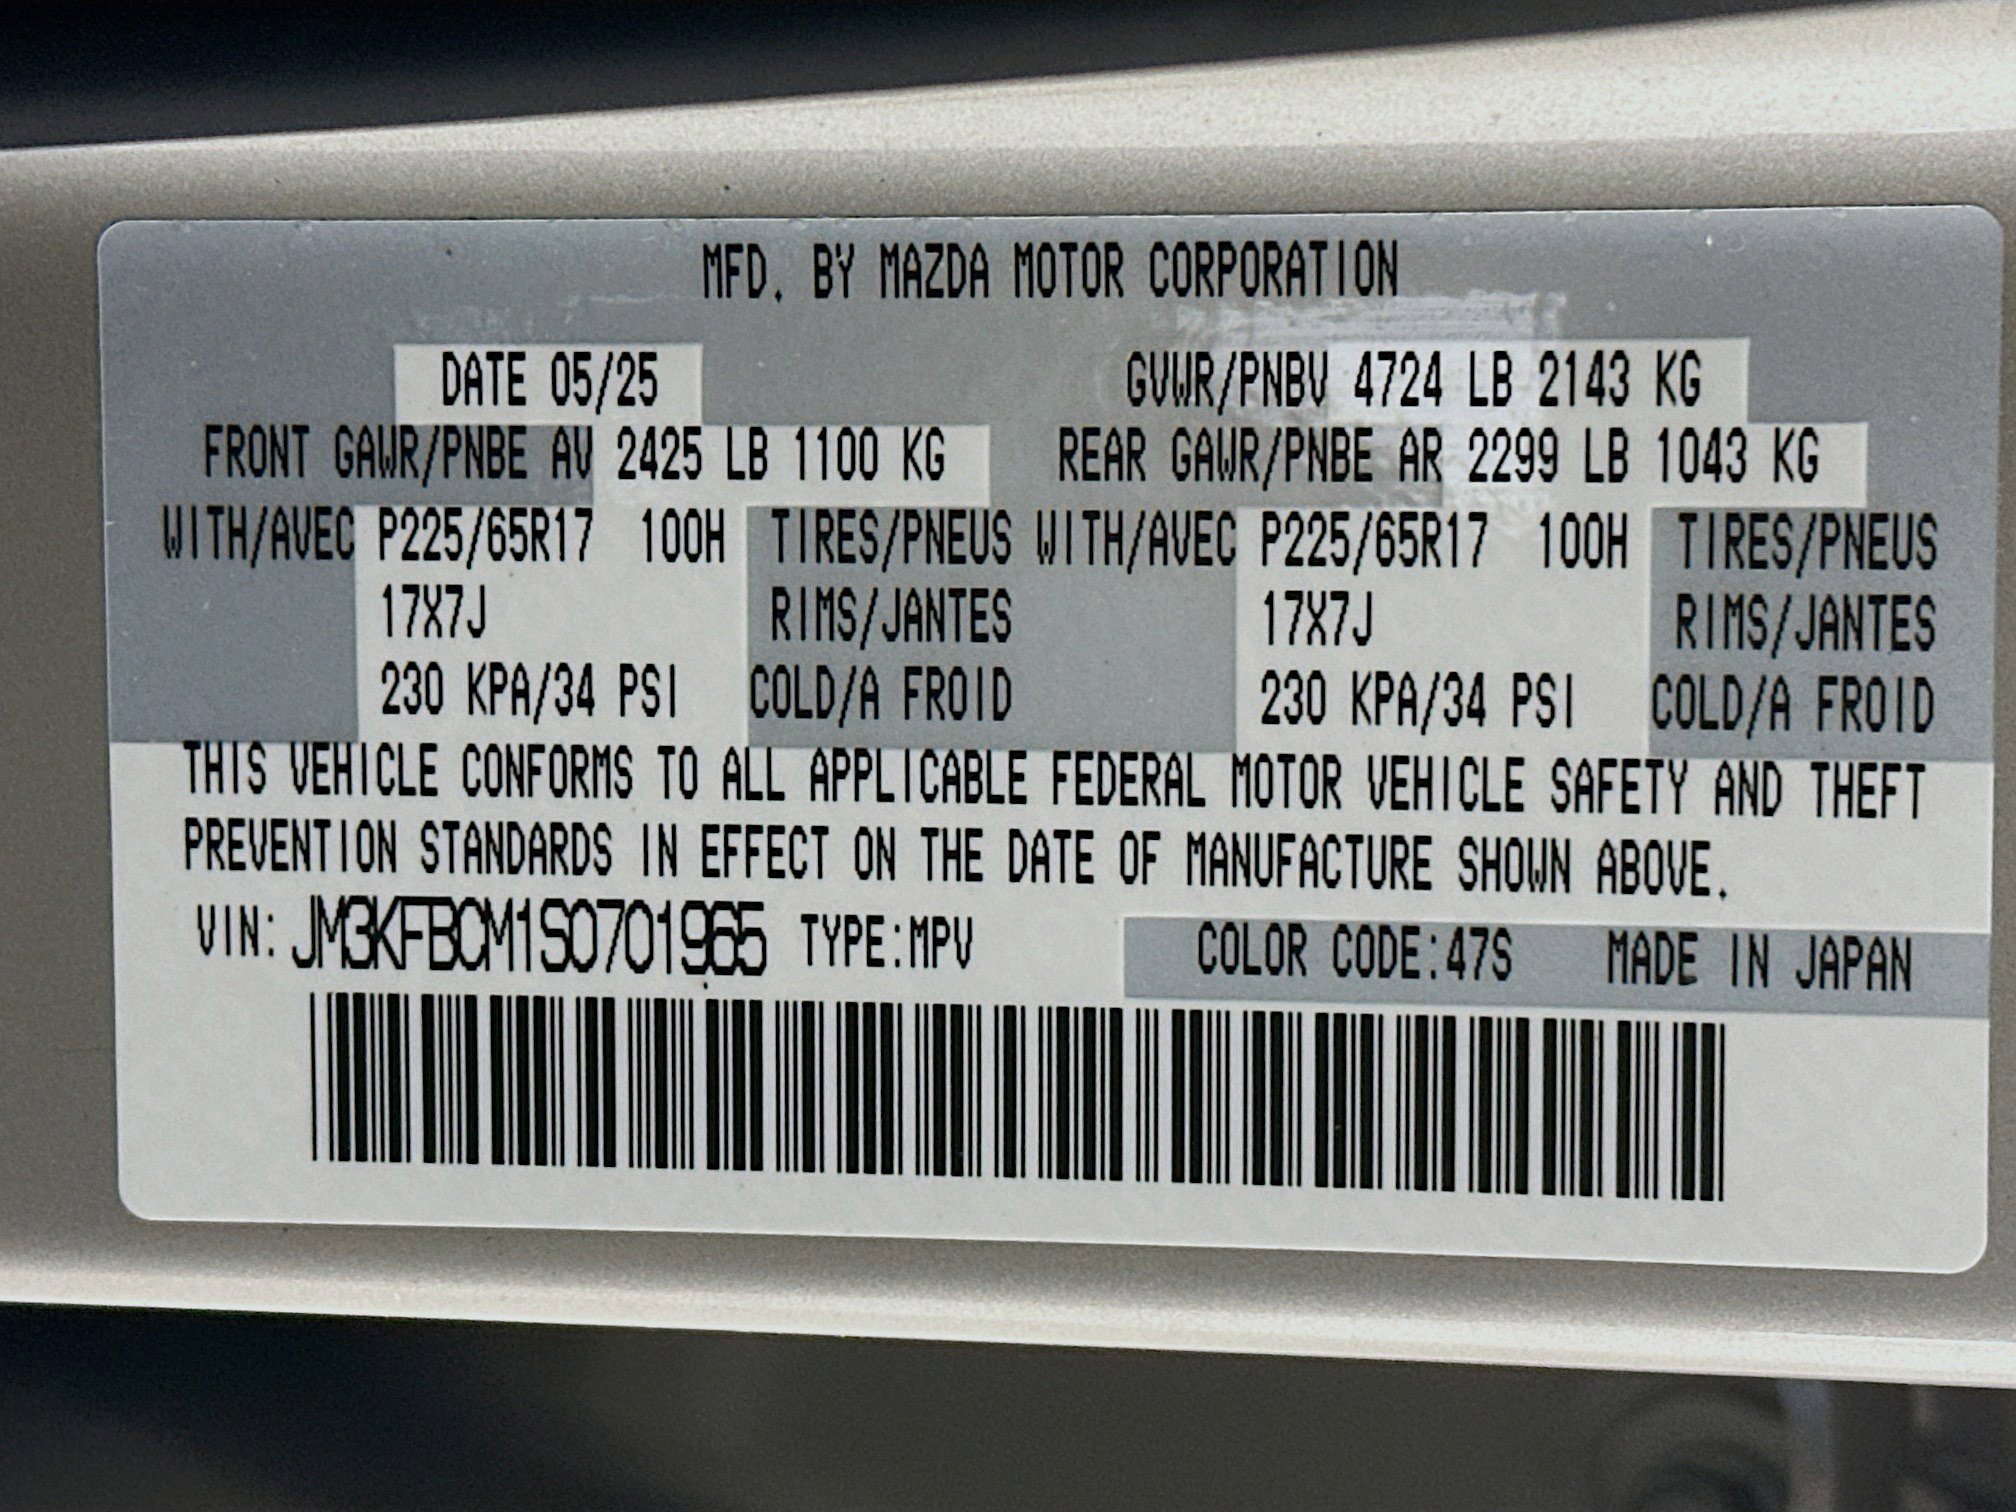 MFD. BY MAZDA MOTOR CORPORATION
DATE 05/25 GVWR/PNBV 4724 LB 2143 KG
FRONT GAWR/PNBE AV 2425 LB 1100 KG REAR GAWR/PNBE AR 2299 LB 1043 KG
WITH/AVEC P225/65R17 100H TIRES/PNEUS WITH/AVEC P225/65R17 100H TIRES/PNEUS
17X7J RIMS/JANTES 17X7J RIMS/JANTES
230 KPA/34 PSI COLD/A FROID 230 KPA/34 PSI COLD/A FROID
THIS VEHICLE CONFORMS TO ALL APPLICABLE FEDERAL MOTOR VEHICLE SAFETY AND THEFT
PREVENTION STANDARDS IN EFFECT ON THE DATE OF MANUFACTURE SHOWN ABOVE.
VIN: JM3KFBCM1S0701965 TYPE:MPV COLOR CODE:47S MADE IN JAPAN